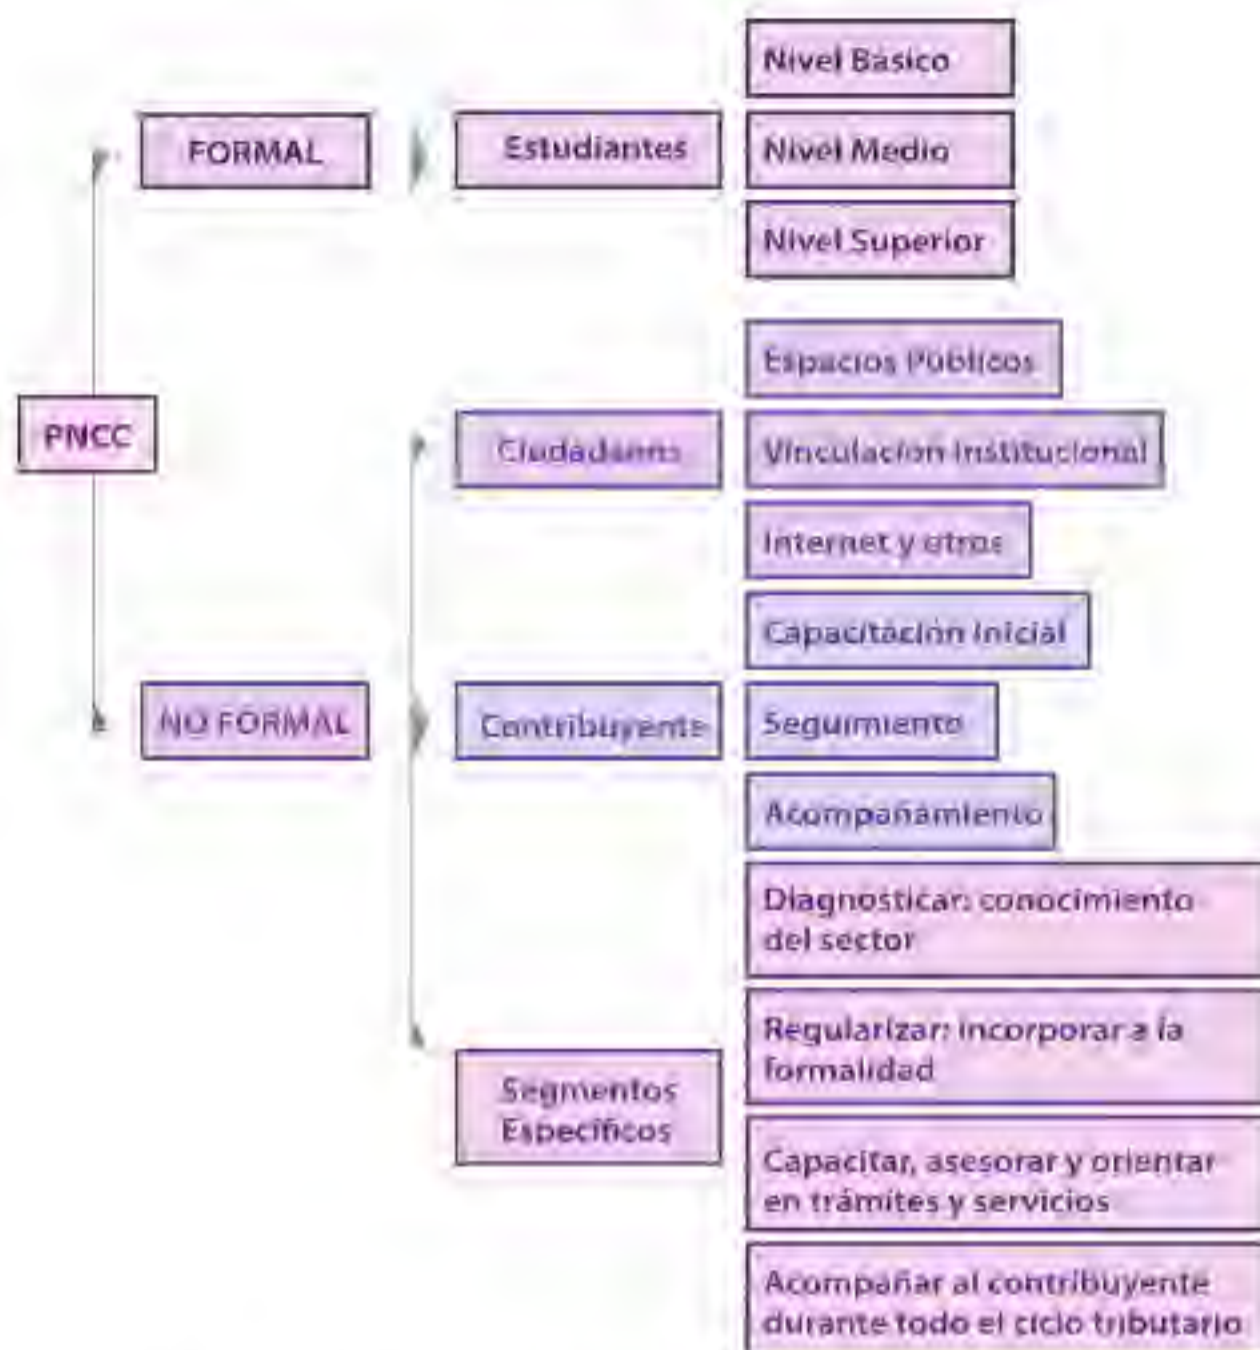 Nivel Básico
FORMAL
Estudiantes
Nivel Medio
Nivel Superior
Espacios Públicos
PNCC
Ciudadanos
Vinculación Institucional
Internet y otros
Capacitación Inicial
NO FORMAL
Contribuyente
Seguimiento
Acompañamiento
Diagnosticar: conocimiento
del sector
Regularizar: incorporar a la
formalidad
Segmentos
Específicos
Capacitar, asesorar y orientar
en trámites y servicios
Acompañar al contribuyente
durante todo el ciclo tributario